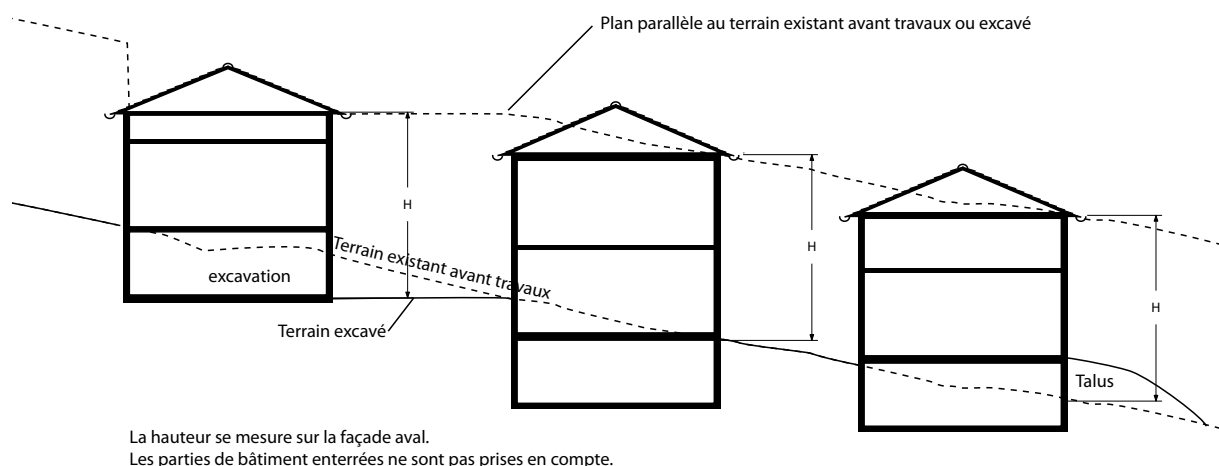 Plan parallèle au terrain existant avant travaux ou excavé
H
H
H
Terrain existant avant travaux
excavation
Terrain excavé
Talus
La hauteur se mesure sur la façade aval.
Les parties de bâtiment enterrées ne sont pas prises en compte.